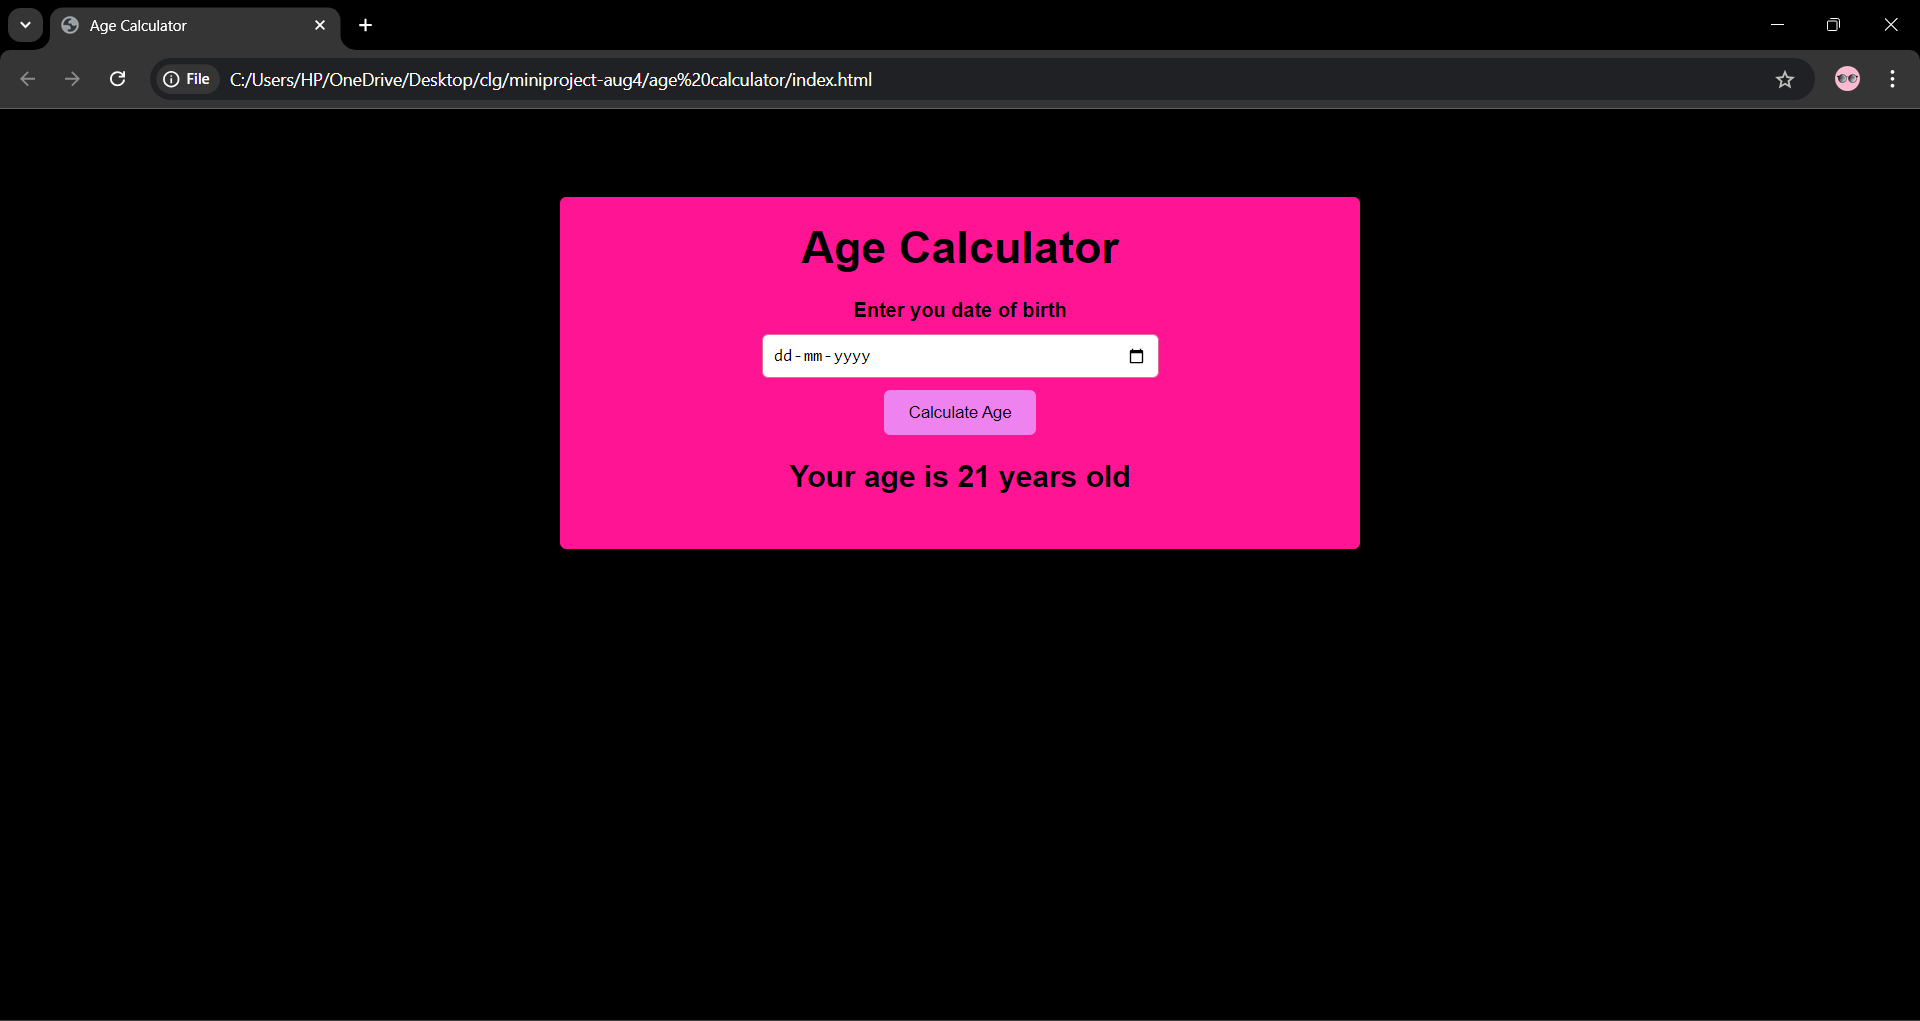 Age Calculator
File C:/Users/HP/OneDrive/Desktop/clg/miniproject-aug4/age%20calculator/index.html
Age Calculator
Enter you date of birth
dd-mm-yyyy
Calculate Age
Your age is 21 years old